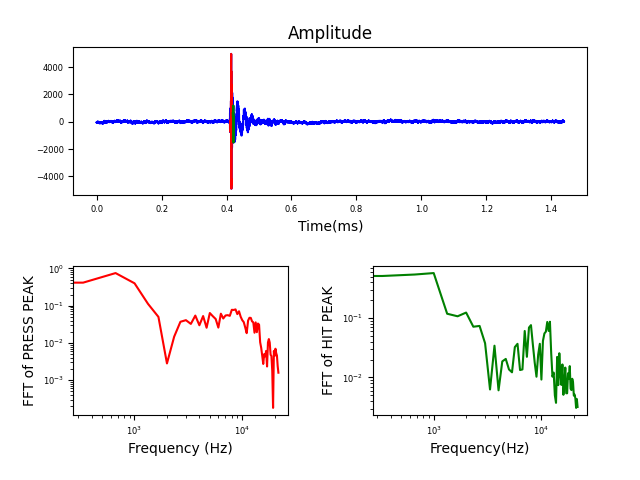 Amplitude
4000
2000
0
−2000
−4000
0.0 0.2 0.4 0.6 0.8 1.0 1.2 1.4
Time(ms)
FFT of PRESS PEAK
10⁰
10⁻¹
10⁻²
10⁻³
10³ 10⁴
Frequency (Hz)
FFT of HIT PEAK
10⁻¹
10⁻²
10³ 10⁴
Frequency(Hz)